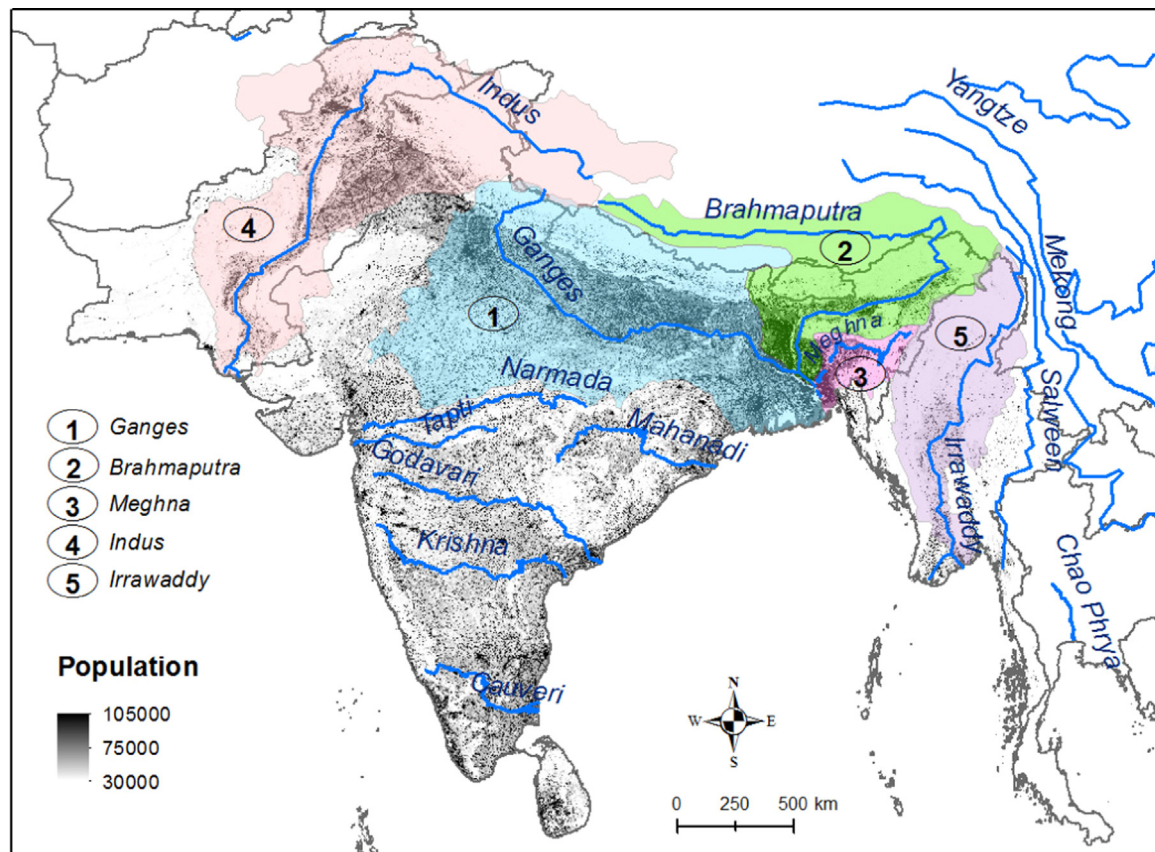 Indus
Yangtze
Brahmaputra
Mekong
4
2
Ganges
1
Meghna
5
3
Narmada
Tapti
Mahanadi
Salween
Godavari
Irrawaddy
Krishna
Chao Phrya
Cauveri
1 Ganges
2 Brahmaputra
3 Meghna
4 Indus
5 Irrawaddy
Population
105000
75000
30000
N
W E
S
0 250 500 km